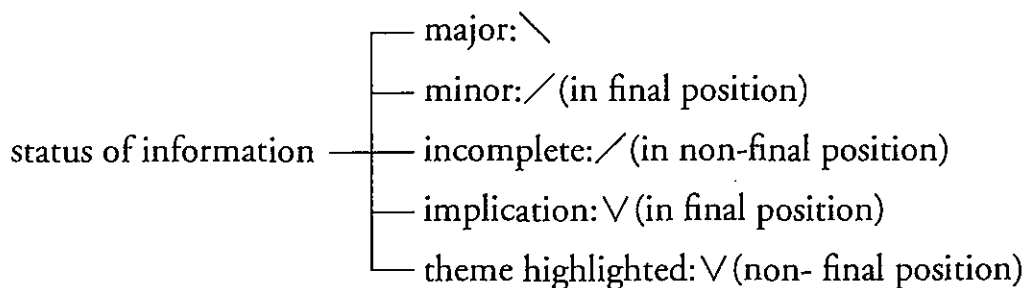 major:＼
minor:／(in final position)
status of information
incomplete:／(in non-final position)
implication:∨(in final position)
theme highlighted:∨(non- final position)